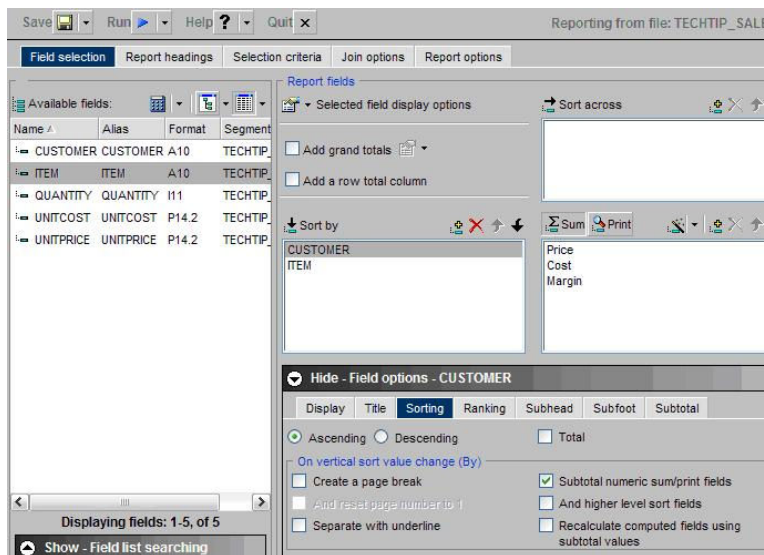 Save Run Help ? Quit x Reporting from file: TECHTIP_SALE
Field selection Report headings Selection criteria Join options Report options
Available fields:
Name Alias Format Segment
CUSTOMER CUSTOMER A10 TECHTIP_
ITEM ITEM A10 TECHTIP_
QUANTITY QUANTITY I11 TECHTIP_
UNITCOST UNITCOST P14.2 TECHTIP_
UNITPRICE UNITPRICE P14.2 TECHTIP_
Displaying fields: 1-5, of 5
Show - Field list searching
Report fields
Selected field display options
Add grand totals
Add a row total column
Sort across
Sort by
CUSTOMER
ITEM
Sum Print
Price
Cost
Margin
Hide - Field options - CUSTOMER
Display Title Sorting Ranking Subhead Subfoot Subtotal
Ascending Descending Total
On vertical sort value change (By)
Create a page break
And reset page number to 1
Separate with underline
Subtotal numeric sum/print fields
And higher level sort fields
Recalculate computed fields using
subtotal values